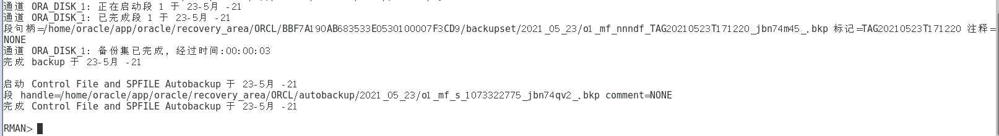 通道 ORA_DISK_1: 正在启动段 1 于 23-5月 -21
通道 ORA_DISK_1: 已完成段 1 于 23-5月 -21
段句柄=/home/oracle/app/oracle/recovery_area/ORCL/BBF7A190AB683533E0530100007F3CD9/backupset/2021_05_23/o1_mf_nnndf_TAG20210523T171220_jbn74m45_.bkp 标记=TAG20210523T171220 注释=
NONE
通道 ORA_DISK_1: 备份集已完成, 经过时间:00:00:03
完成 backup 于 23-5月 -21
启动 Control File and SPFILE Autobackup 于 23-5月 -21
段 handle=/home/oracle/app/oracle/recovery_area/ORCL/autobackup/2021_05_23/o1_mf_s_1073322775_jbn74qv2_.bkp comment=NONE
完成 Control File and SPFILE Autobackup 于 23-5月 -21
RMAN>